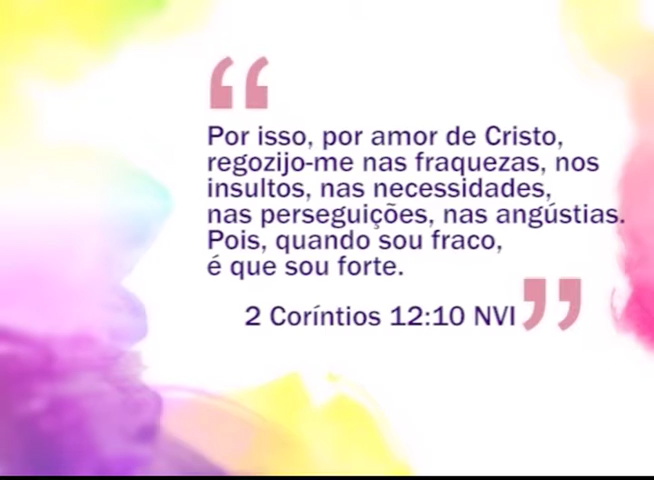 “
Por isso, por amor de Cristo,
regozijo-me nas fraquezas, nos
insultos, nas necessidades,
nas perseguições, nas angústias.
Pois, quando sou fraco,
é que sou forte.
2 Coríntios 12:10 NVI ”